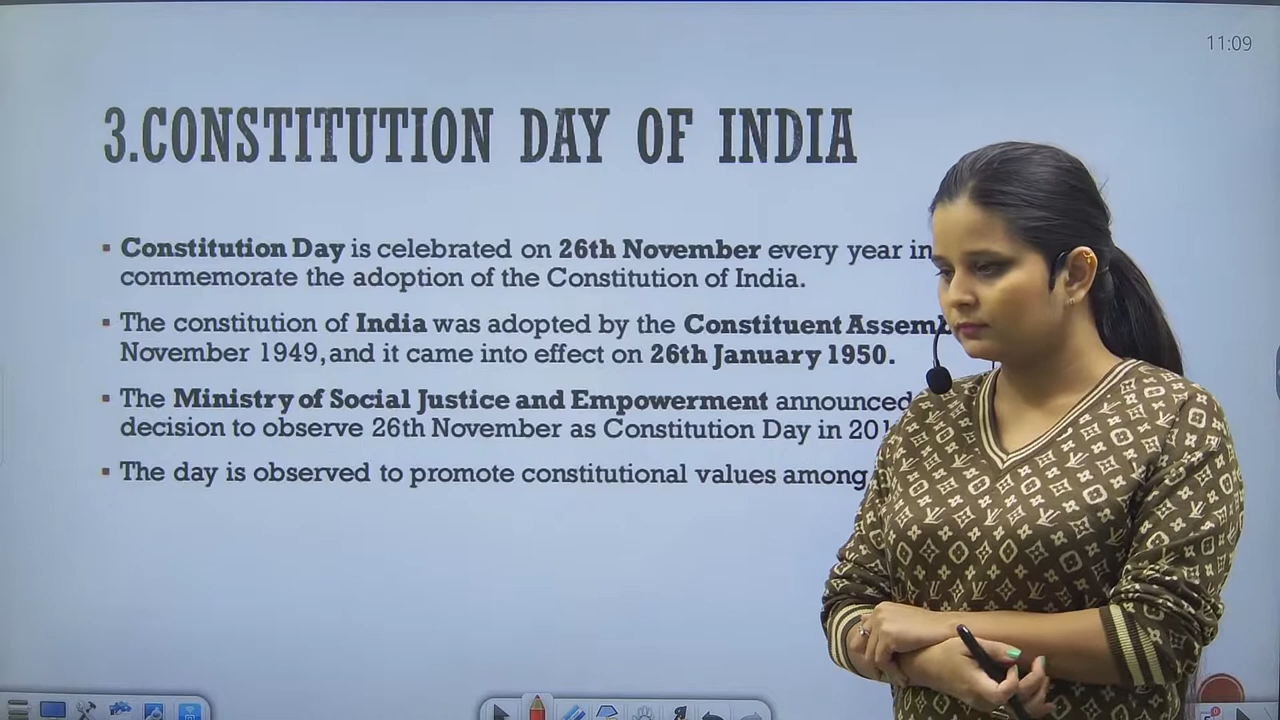 11:09
3.CONSTITUTION DAY OF INDIA
▪ Constitution Day is celebrated on 26th November every year in
commemorate the adoption of the Constitution of India.
▪ The constitution of India was adopted by the
November 1949, and it came into effect on 26th January 1950.
▪ The Ministry of Social Justice and Empowerment announced
decision to observe 26th November as Constitution Day in
▪ The day is observed to promote constitutional values among